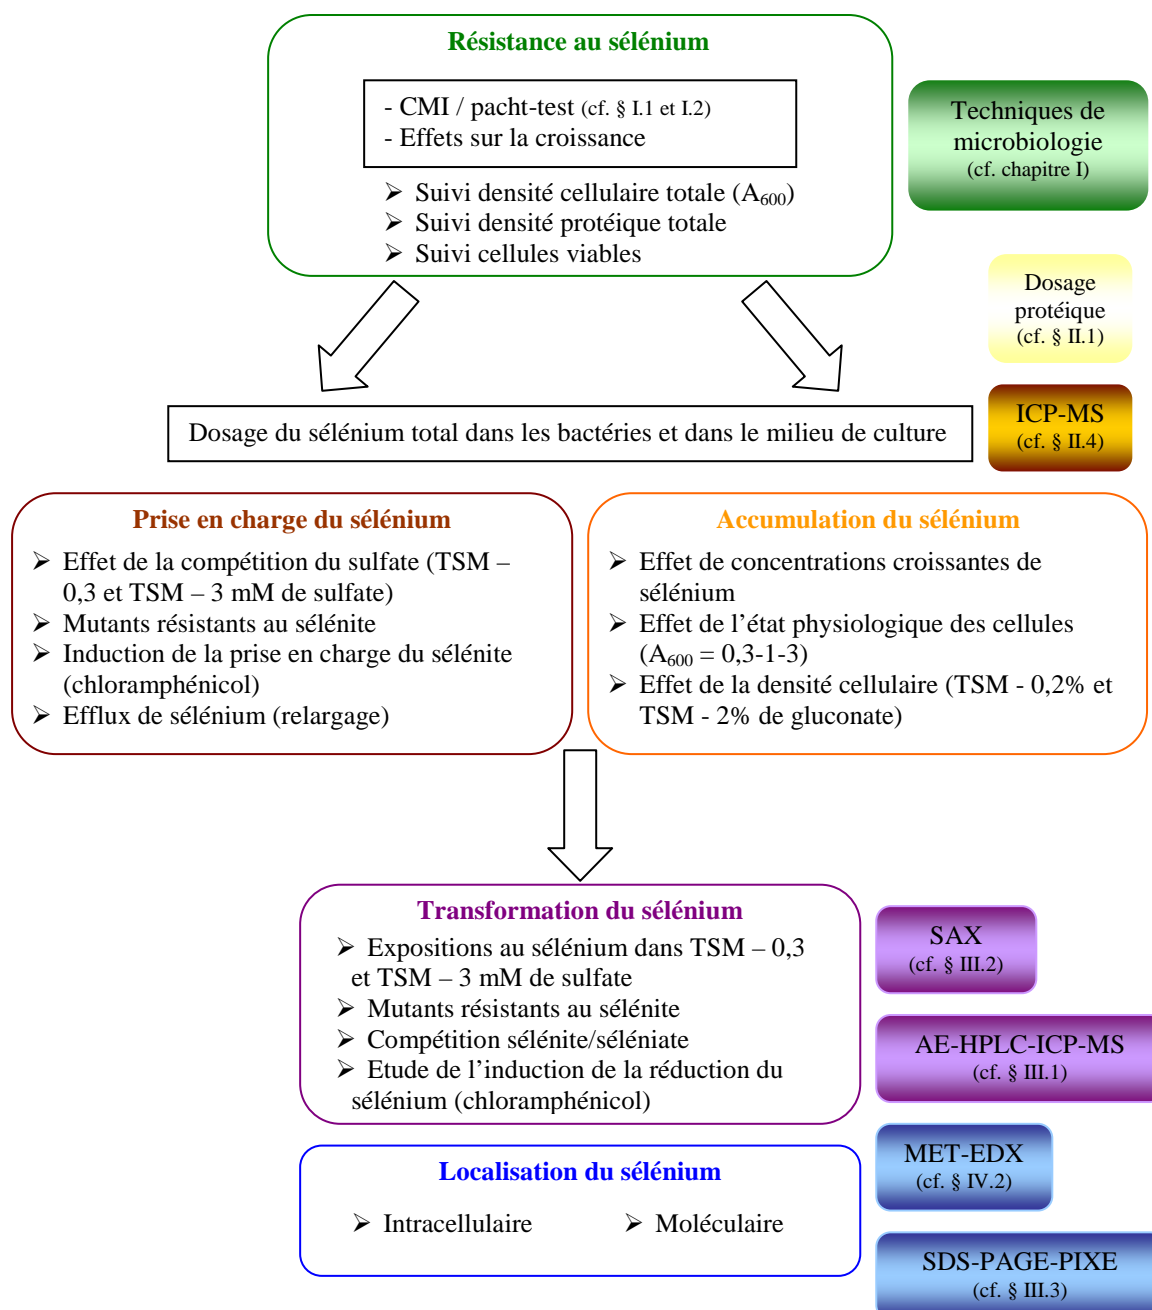 Résistance au sélénium
- CMI / pacht-test (cf. § I.1 et I.2)
- Effets sur la croissance
➢ Suivi densité cellulaire totale (A600)
➢ Suivi densité protéique totale
➢ Suivi cellules viables
Techniques de
microbiologie
(cf. chapitre I)
Dosage
protéique
(cf. § II.1)
Dosage du sélénium total dans les bactéries et dans le milieu de culture
ICP-MS
(cf. § II.4)
Prise en charge du sélénium
➢ Effet de la compétition du sulfate (TSM –
0,3 et TSM – 3 mM de sulfate)
➢ Mutants résistants au sélénite
➢ Induction de la prise en charge du sélénite
(chloramphénicol)
➢ Efflux de sélénium (relargage)
Accumulation du sélénium
➢ Effet de concentrations croissantes de
sélénium
➢ Effet de l’état physiologique des cellules
(A600 = 0,3-1-3)
➢ Effet de la densité cellulaire (TSM - 0,2% et
TSM - 2% de gluconate)
Transformation du sélénium
➢ Expositions au sélénium dans TSM – 0,3
et TSM – 3 mM de sulfate
➢ Mutants résistants au sélénite
➢ Compétition sélénite/séléniate
➢ Etude de l’induction de la réduction du
sélénium (chloramphénicol)
SAX
(cf. § III.2)
AE-HPLC-ICP-MS
(cf. § III.1)
Localisation du sélénium
➢ Intracellulaire ➢ Moléculaire
MET-EDX
(cf. § IV.2)
SDS-PAGE-PIXE
(cf. § III.3)